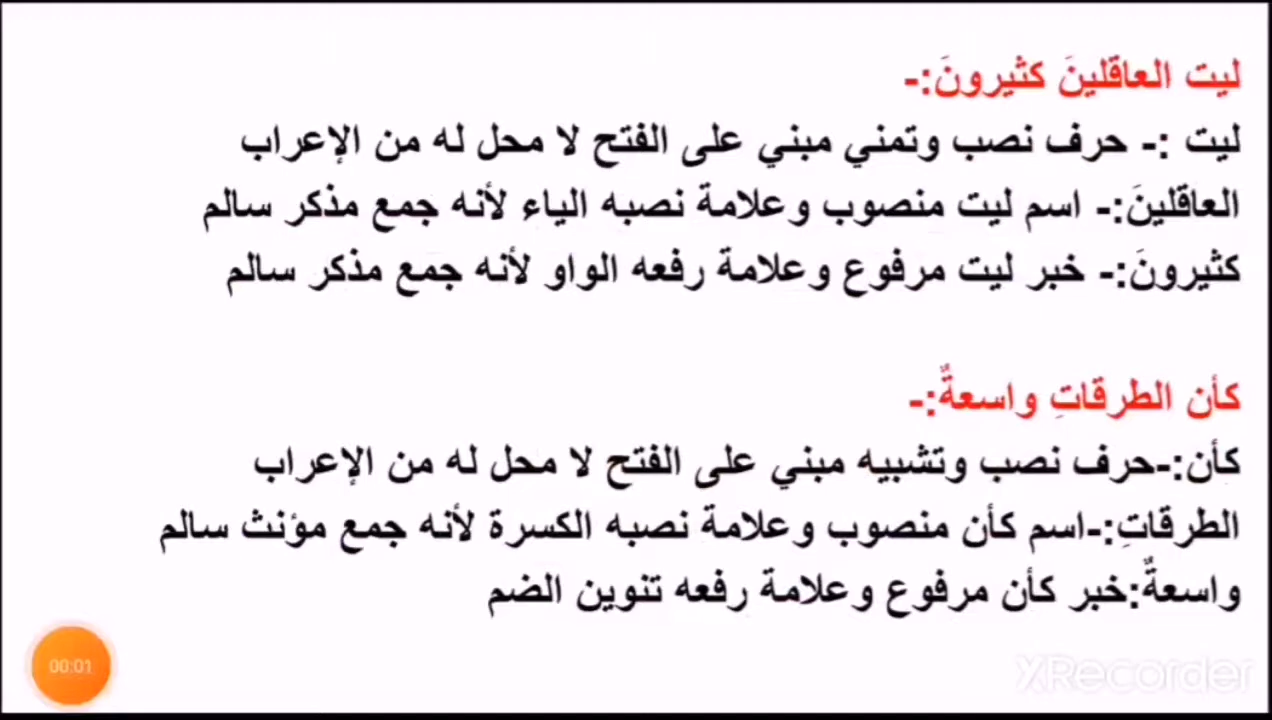 ليت العاقلينَ كثيرونَ:-
ليت :- حرف نصب وتمني مبني على الفتح لا محل له من الإعراب
العاقلينَ:- اسم ليت منصوب وعلامة نصبه الياء لأنه جمع مذكر سالم
كثيرونَ:- خبر ليت مرفوع وعلامة رفعه الواو لأنه جمع مذكر سالم
كأن الطرقاتِ واسعةٌ:-
كأن:-حرف نصب وتشبيه مبني على الفتح لا محل له من الإعراب
الطرقاتِ:-اسم كأن منصوب وعلامة نصبه الكسرة لأنه جمع مؤنث سالم
واسعةٌ:خبر كأن مرفوع وعلامة رفعه تنوين الضم
00:01
XRecorder